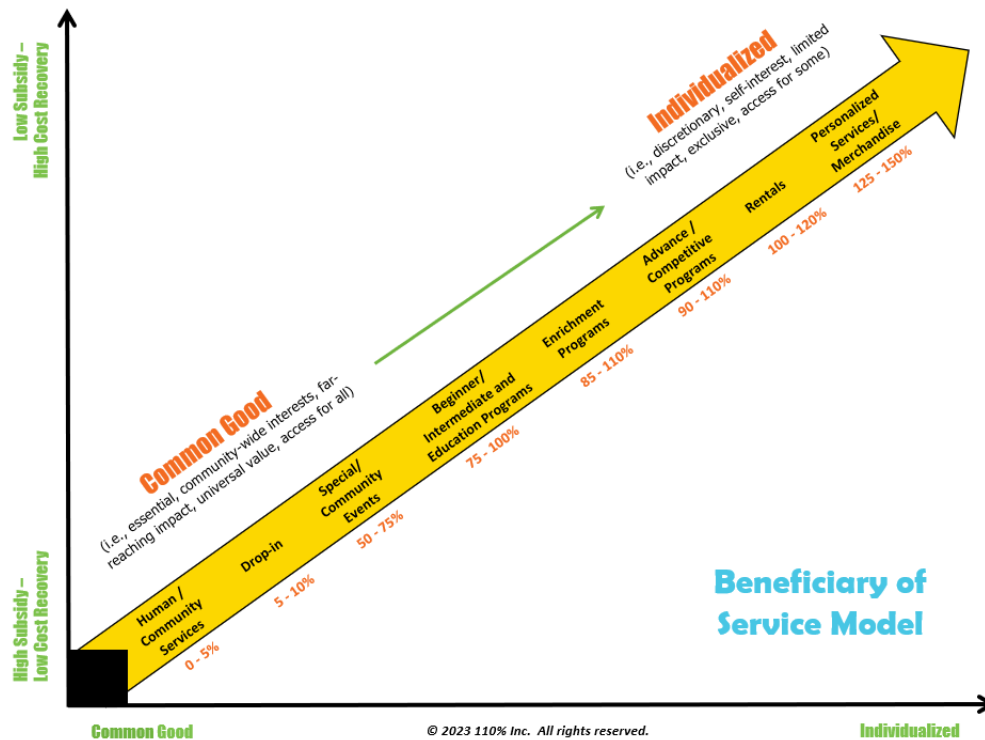 Low Subsidy –
High Cost Recovery
Individualized
(i.e., discretionary, self-interest, limited
impact, exclusive, access for some)
Personalized
Services/
Merchandise
125 - 150%
Rentals
100 - 120%
Advance /
Competitive
Programs
90 - 110%
Enrichment
Programs
85 - 110%
Beginner/
Intermediate and
Education Programs
75 - 100%
Common Good
(i.e., essential, community-wide interests, far-
reaching impact, universal value, access for all)
Special/
Community
Events
50 - 75%
Drop-in
5 - 10%
Human /
Community
Services
0 - 5%
Beneficiary of
Service Model
High Subsidy –
Low Cost Recovery
Common Good
© 2023 110% Inc. All rights reserved.
Individualized